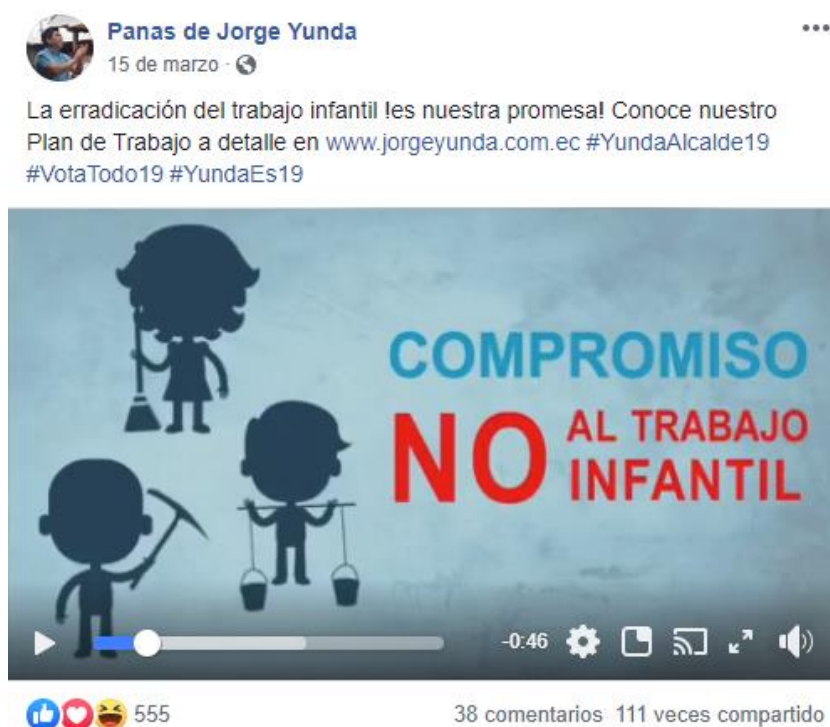 Panas de Jorge Yunda
15 de marzo
La erradicación del trabajo infantil !es nuestra promesa! Conoce nuestro
Plan de Trabajo a detalle en www.jorgeyunda.com.ec #YundaAlcalde19
#VotaTodo19 #YundaEs19
COMPROMISO
NO AL TRABAJO
INFANTIL
-0:46
555
38 comentarios 111 veces compartido